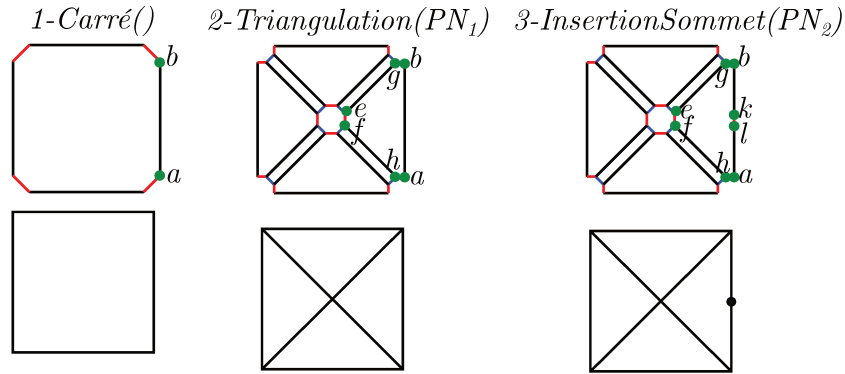 1-Carré() 2-Triangulation(PN1) 3-InsertionSommet(PN2)
b b b
g g
e e k
f f l
h h
a a a